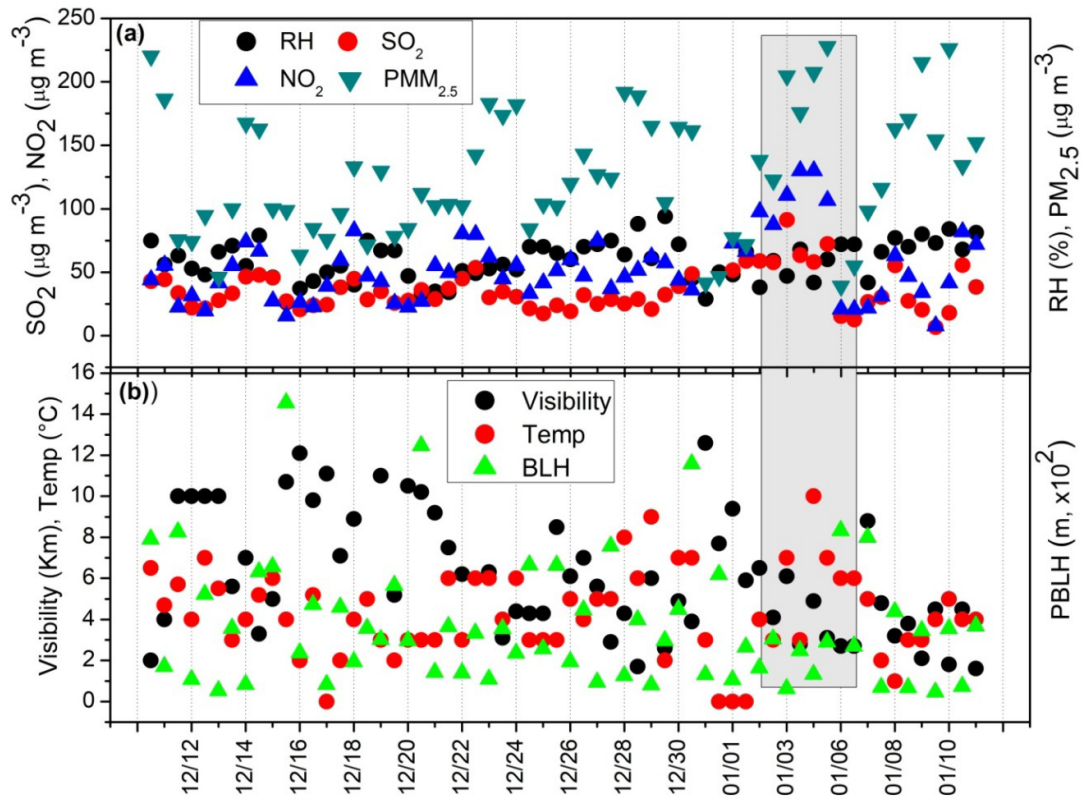 (a)
RH SO2
NO2 PMM2.5
250
200
150
100
50
0
SO2 (µg m-3), NO2 (µg m-3)
RH (%), PM2.5 (µg m-3)
(b))
Visibility
Temp
BLH
16
14
12
10
8
6
4
2
0
Visibility (Km), Temp (°C)
PBLH (m, x10²)
12/12
12/14
12/16
12/18
12/20
12/22
12/24
12/26
12/28
12/30
01/01
01/03
01/06
01/08
01/10